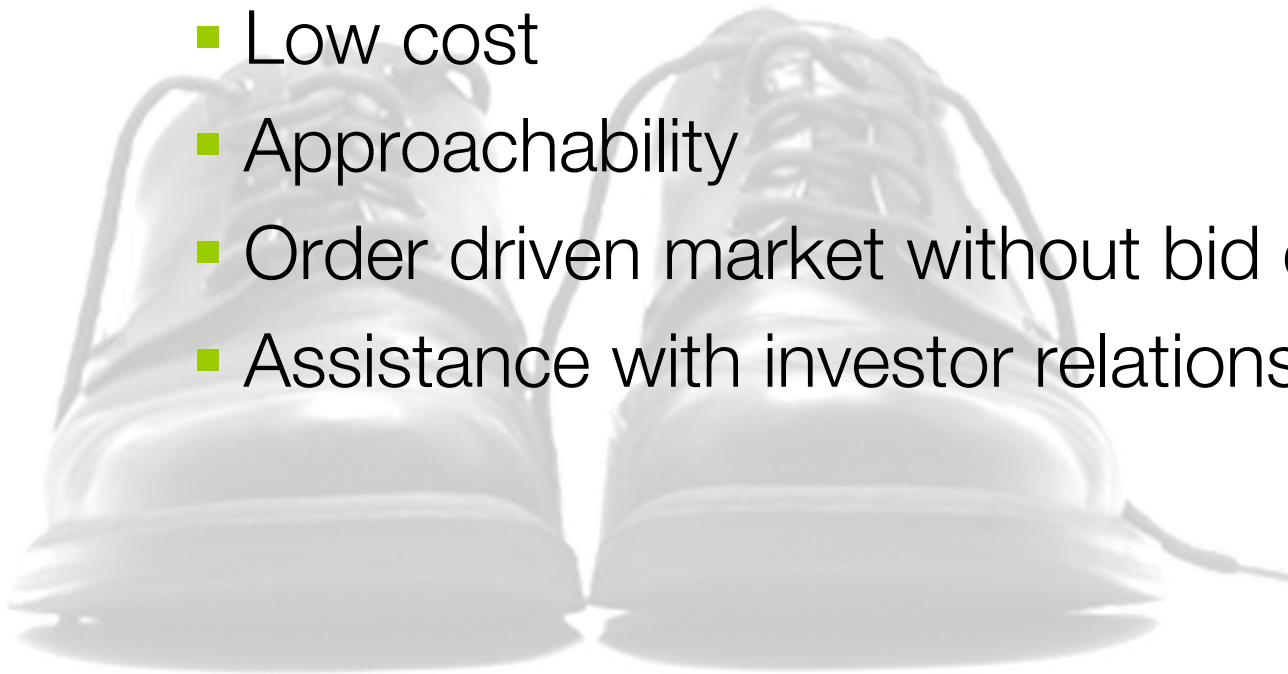 ▪ Low cost
▪ Approachability
▪ Order driven market without bid
▪ Assistance with investor relations